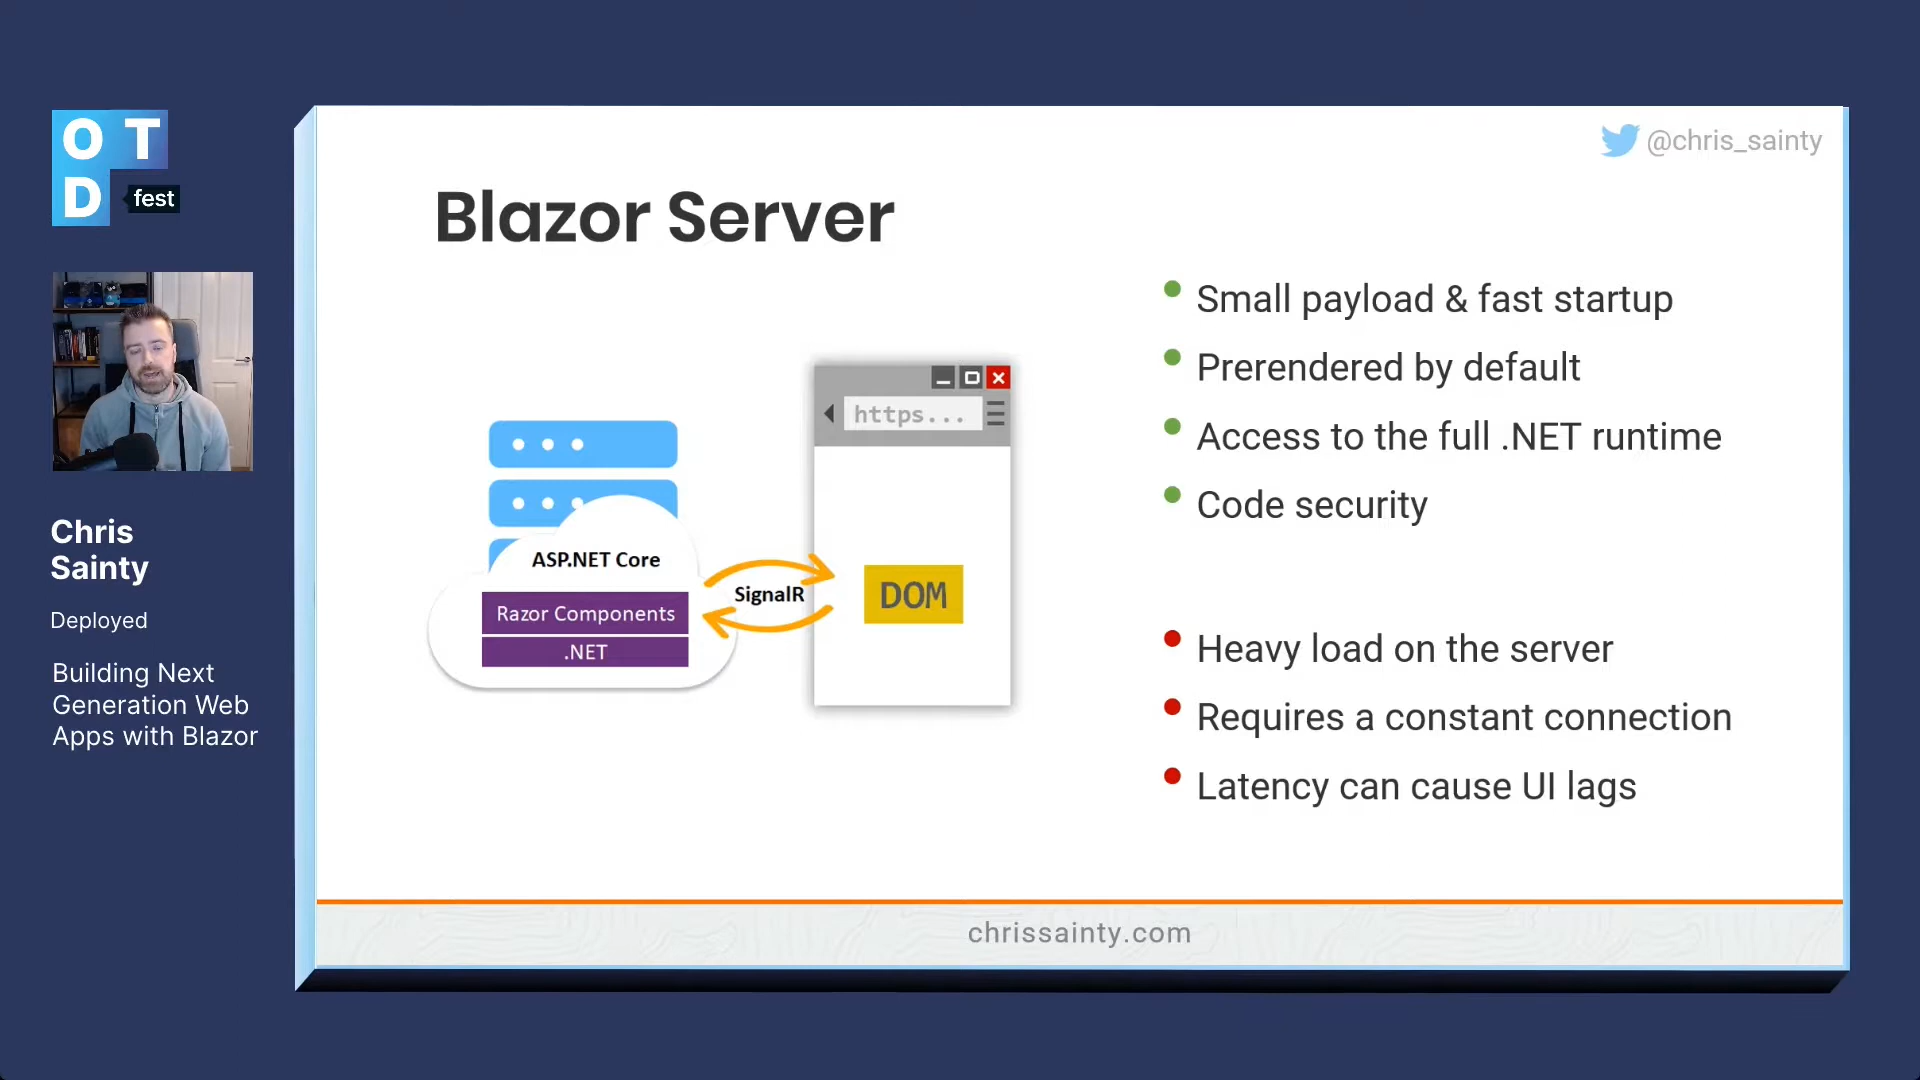 OT
D
fest
Chris
Sainty
Deployed
Building Next
Generation Web
Apps with Blazor
@chris_sainty
Blazor Server
https...
ASP.NET Core
Razor Components
.NET
SignalR
DOM
Small payload & fast startup
Prerendered by default
Access to the full .NET runtime
Code security
Heavy load on the server
Requires a constant connection
Latency can cause UI lags
chrissainty.com